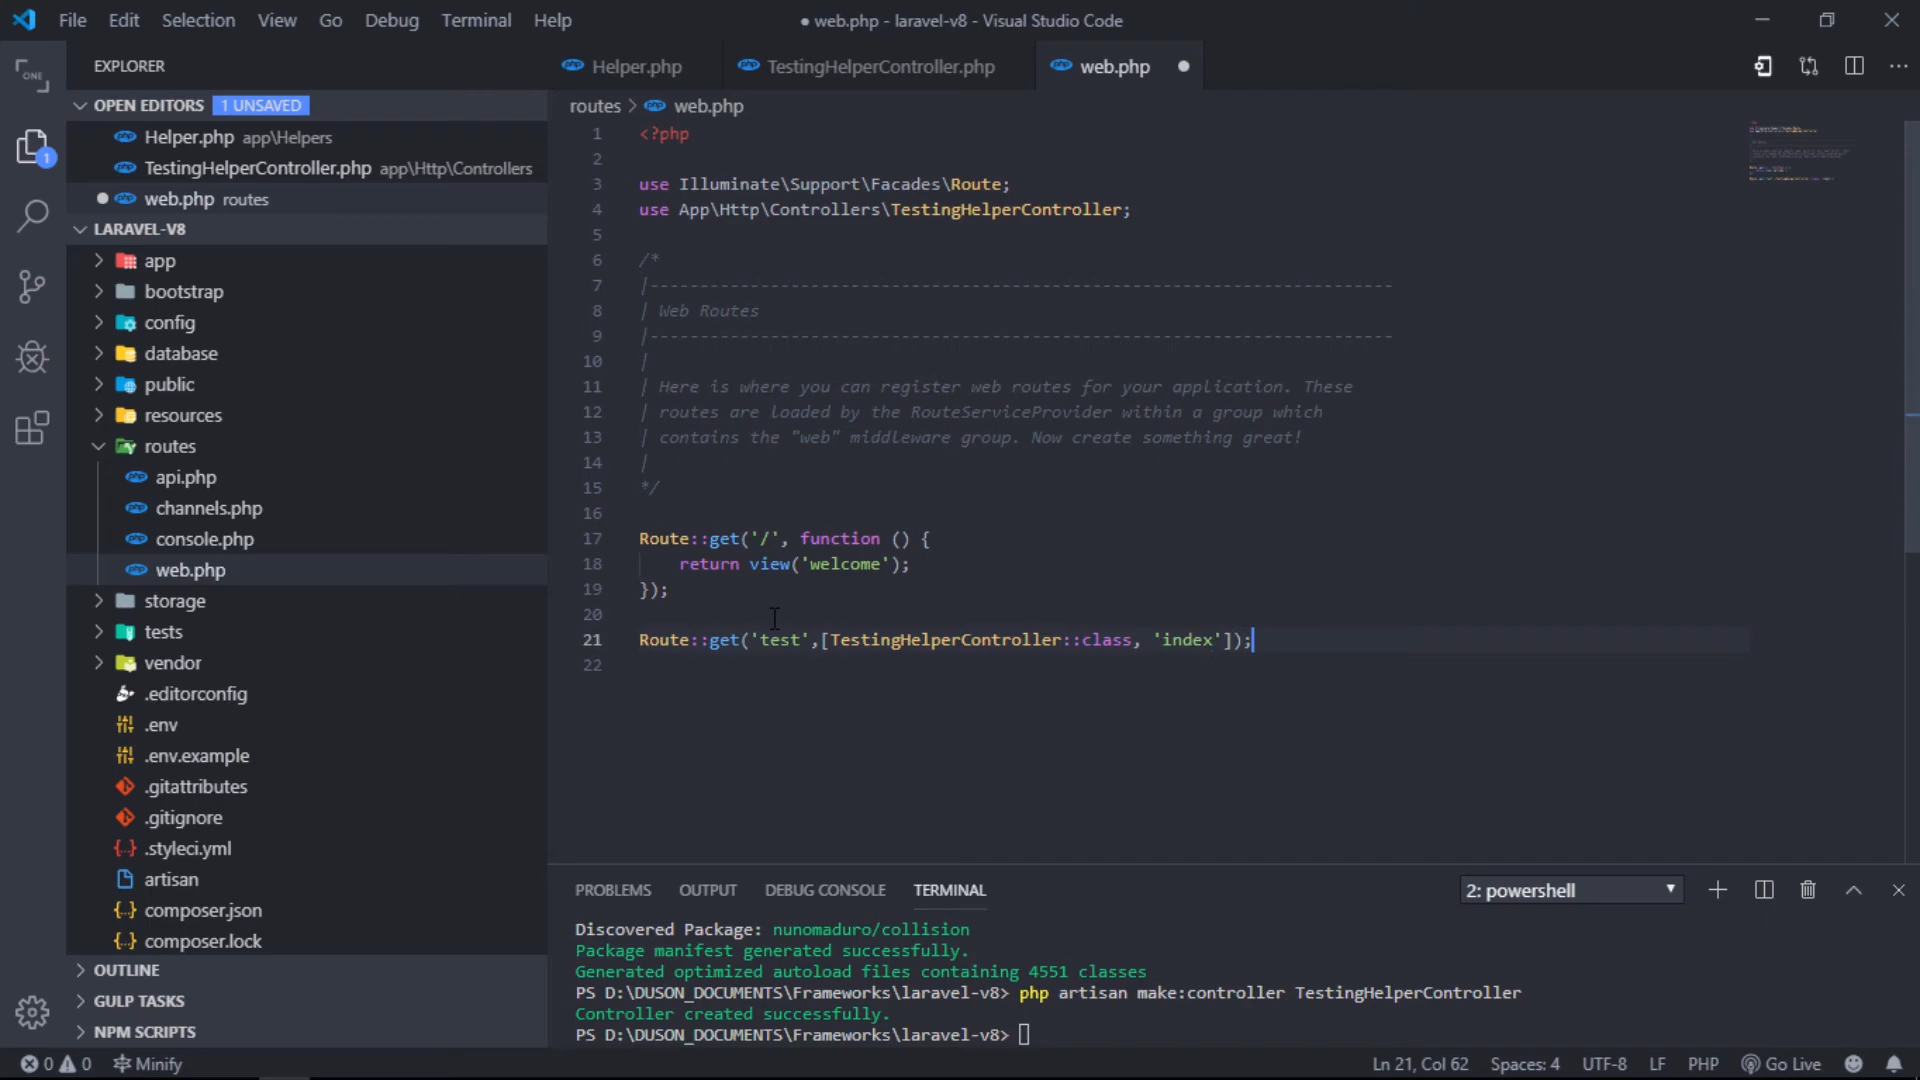 File Edit Selection View Go Debug Terminal Help
● web.php - laravel-v8 - Visual Studio Code
ONE
1
EXPLORER
OPEN EDITORS 1 UNSAVED
Helper.php app\Helpers
TestingHelperController.php app\Http\Controllers
● web.php routes
LARAVEL-V8
app
bootstrap
config
database
public
resources
routes
api.php
channels.php
console.php
web.php
storage
tests
vendor
.editorconfig
.env
.env.example
.gitattributes
.gitignore
.styleci.yml
artisan
composer.json
composer.lock
OUTLINE
GULP TASKS
NPM SCRIPTS
Helper.php TestingHelperController.php web.php ●
routes > web.php
1 <?php
2
3 use Illuminate\Support\Facades\Route;
4 use App\Http\Controllers\TestingHelperController;
5
6 /*
7 |--------------------------------------------------------------------------
8 | Web Routes
9 |--------------------------------------------------------------------------
10 |
11 | Here is where you can register web routes for your application. These
12 | routes are loaded by the RouteServiceProvider within a group which
13 | contains the "web" middleware group. Now create something great!
14 |
15 */
16
17 Route::get('/', function () {
18 return view('welcome');
19 });
20
21 Route::get('test',[TestingHelperController::class, 'index']);
22
PROBLEMS OUTPUT DEBUG CONSOLE TERMINAL 2: powershell
Discovered Package: nunomaduro/collision
Package manifest generated successfully.
Generated optimized autoload files containing 4551 classes
PS D:\DUSON_DOCUMENTS\Frameworks\laravel-v8> php artisan make:controller TestingHelperController
Controller created successfully.
PS D:\DUSON_DOCUMENTS\Frameworks\laravel-v8>
0 0 Minify Ln 21, Col 62 Spaces: 4 UTF-8 LF PHP Go Live